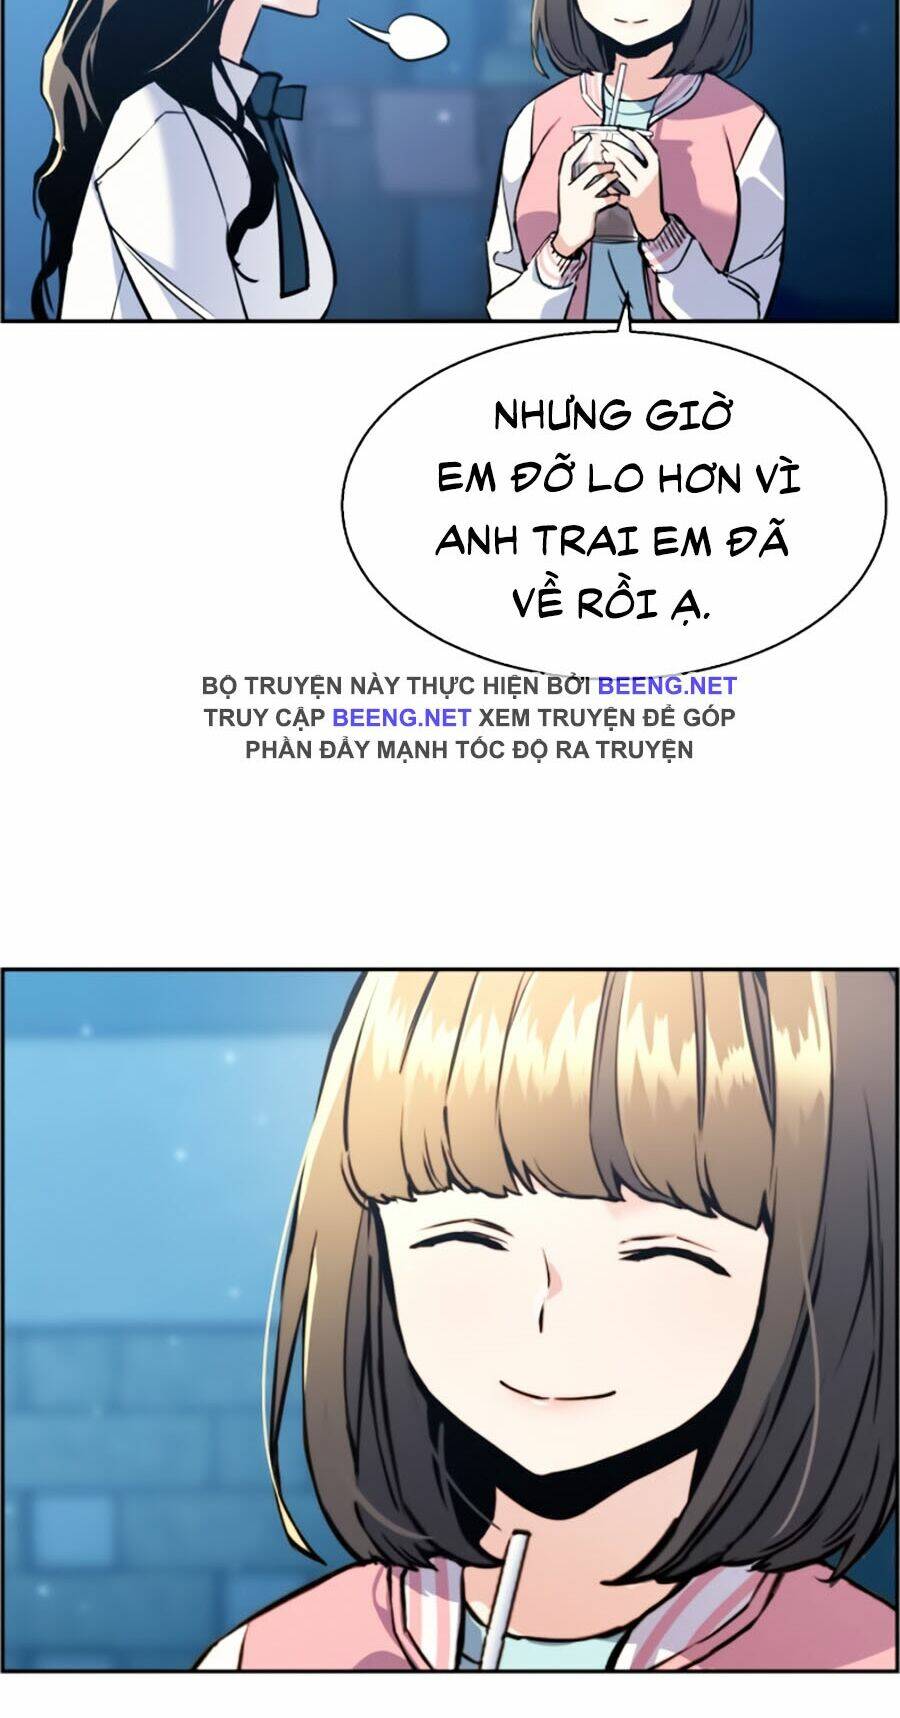 NHƯNG GIỜ
EM ĐỠ LO HƠN VÌ
ANH TRAI EM ĐÃ
VỀ RỒI Ạ.
BỘ TRUYỆN NÀY THỰC HIỆN BỞI BEENG.NET
TRUY CẬP BEENG.NET XEM TRUYỆN ĐỂ GÓP
PHẦN ĐẨY MẠNH TỐC ĐỘ RA TRUYỆN